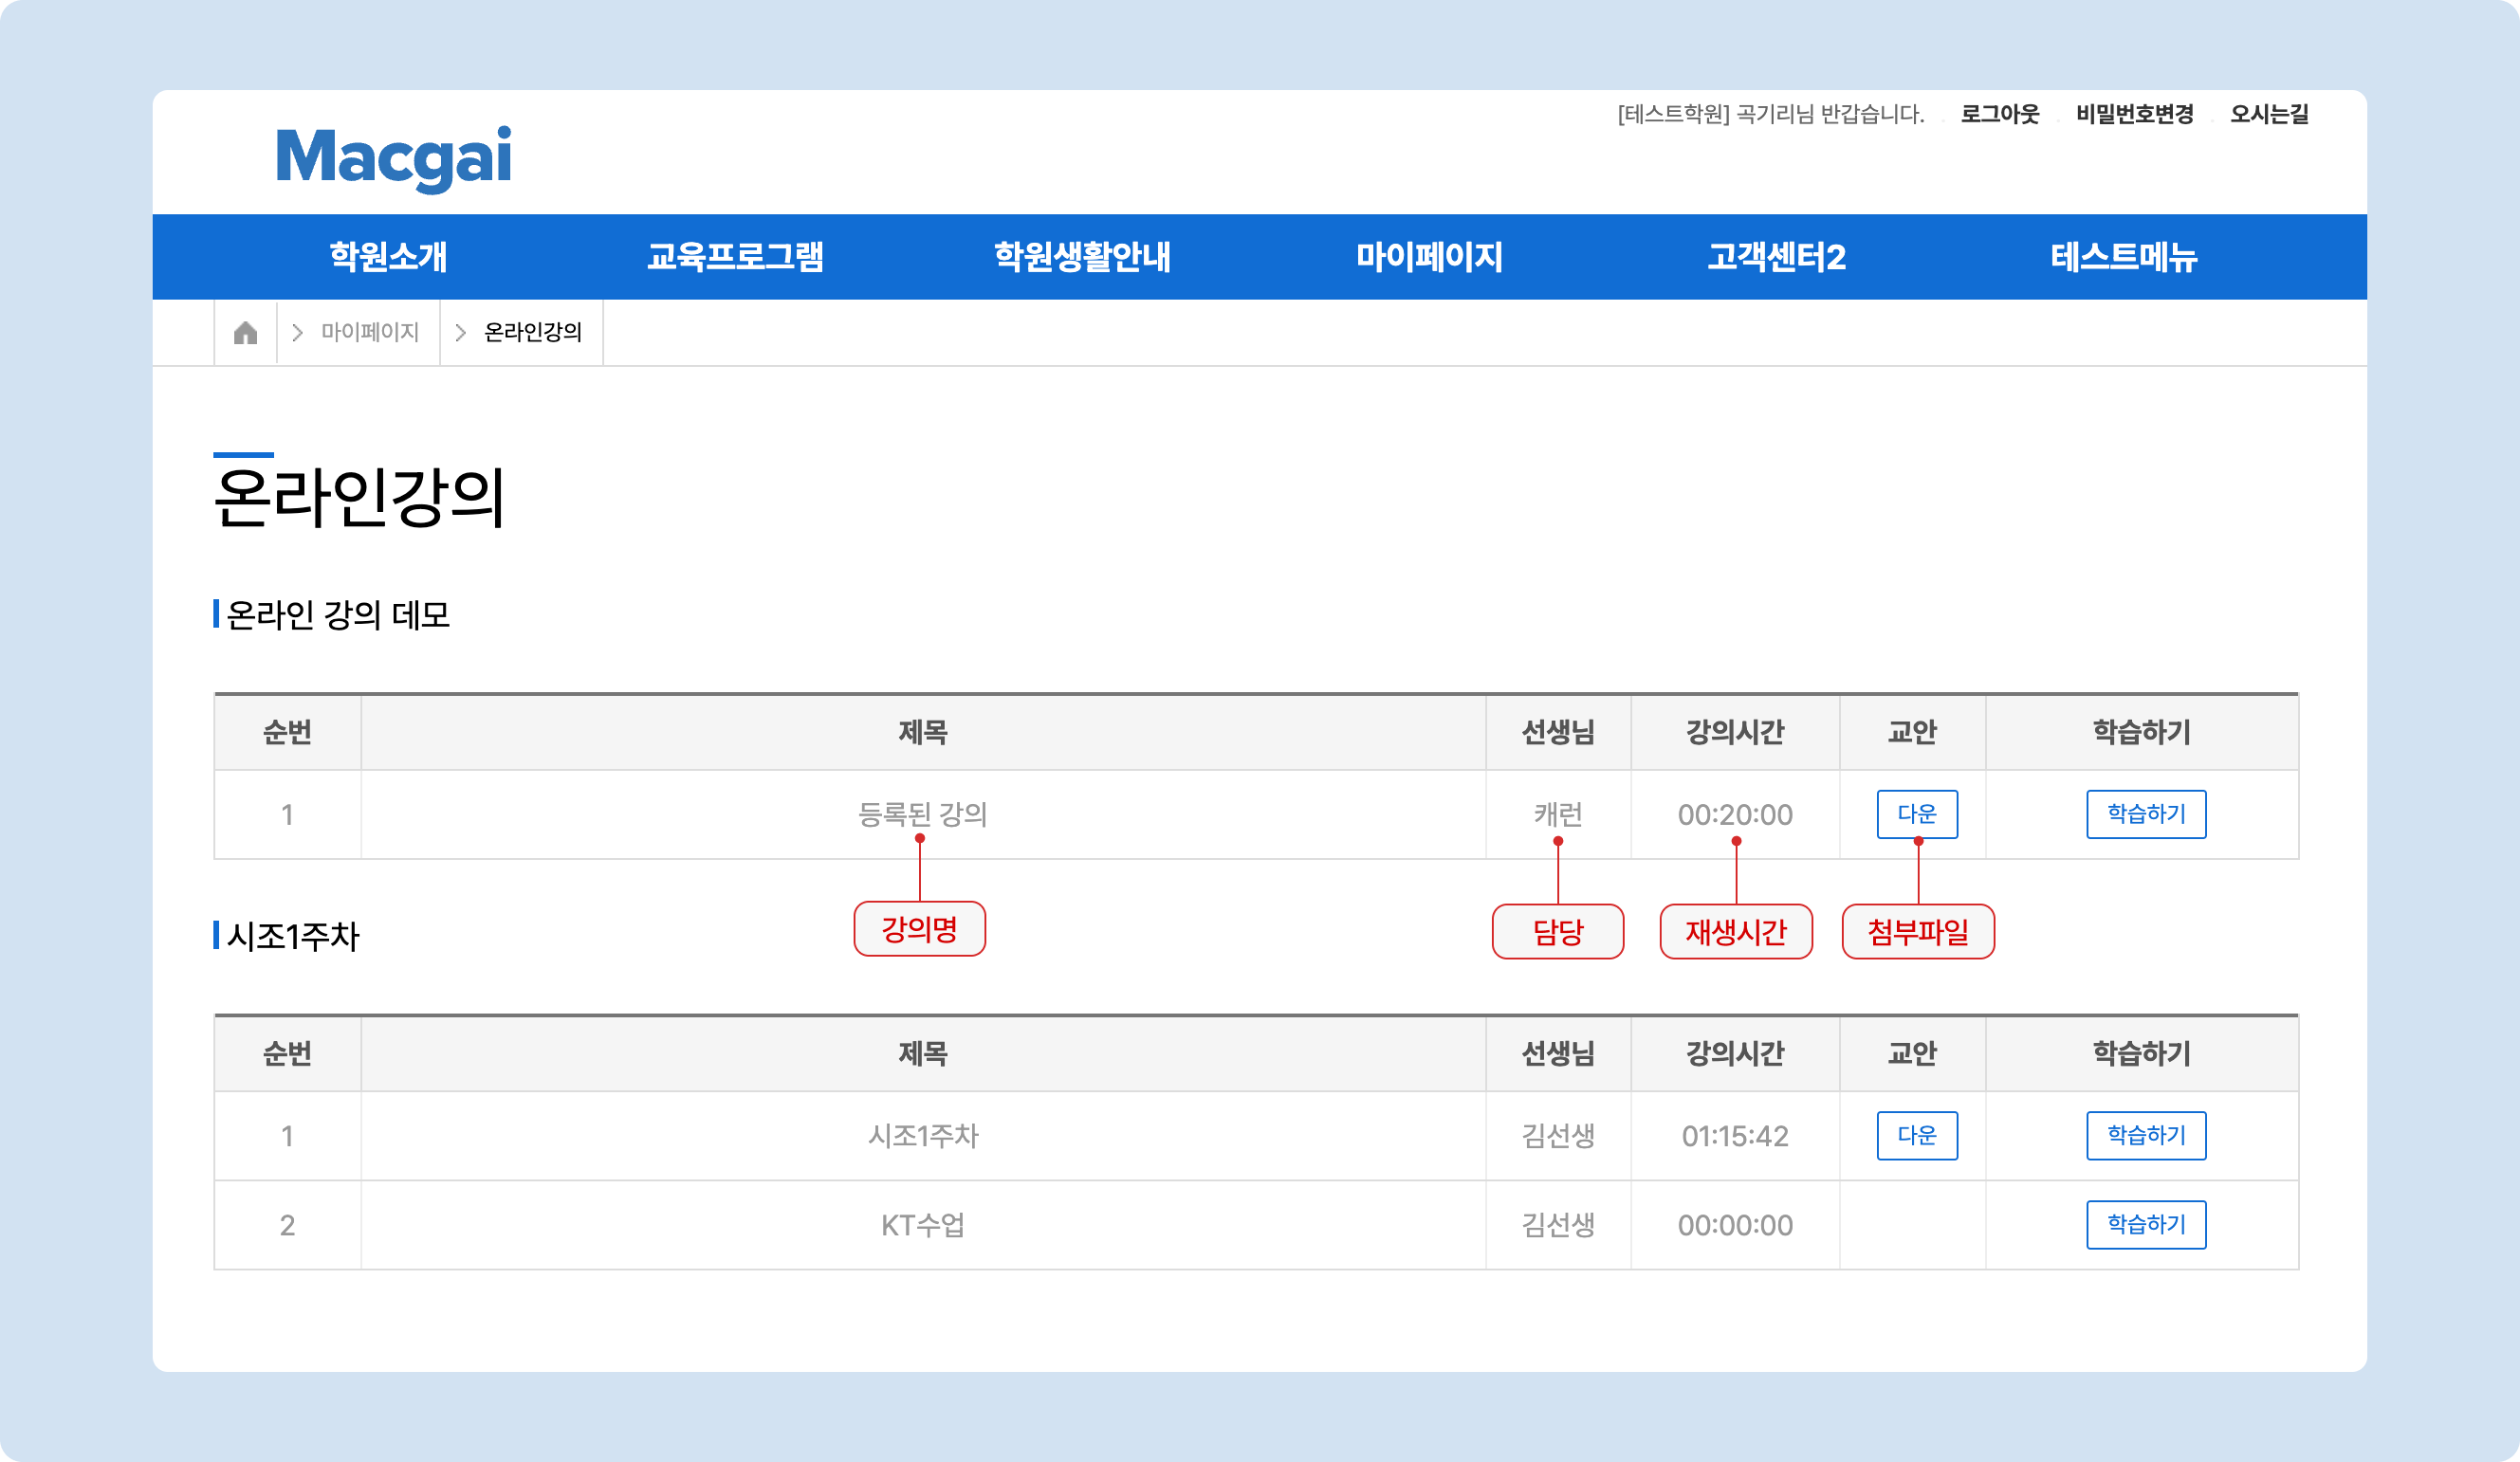 [테스트학원] 곡기리님 반갑습니다. 로그아웃 비밀번호변경 오시는길
Macgai
학원소개 교육프로그램 학원생활안내 마이페이지 고객센터2 테스트메뉴
마이페이지 온라인강의
온라인강의
온라인 강의 데모
순번 제목 선생님 강의시간 교안 학습하기
1 등록된 강의 캐런 00:20:00 다운 학습하기
강의명 담당 재생시간 첨부파일
시조1주차
순번 제목 선생님 강의시간 교안 학습하기
1 시조1주차 김선생 01:15:42 다운 학습하기
2 KT수업 김선생 00:00:00 학습하기